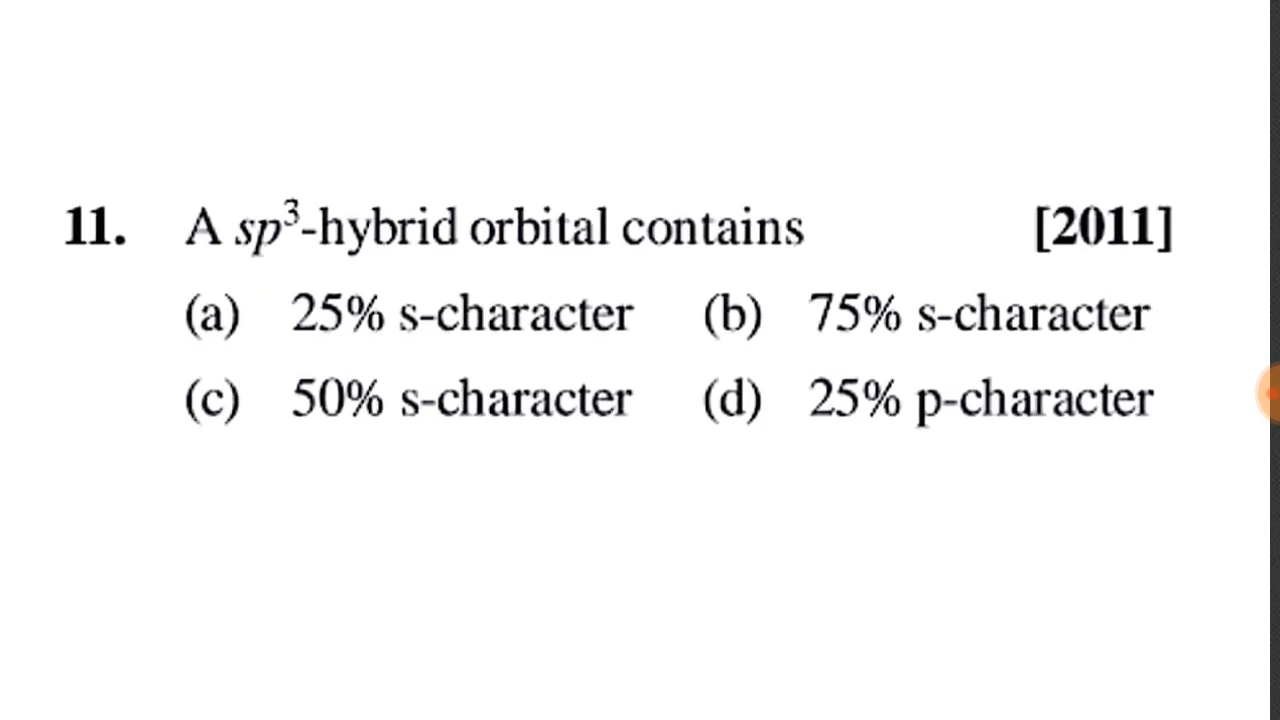 11. A sp³-hybrid orbital contains [2011]
(a) 25% s-character (b) 75% s-character
(c) 50% s-character (d) 25% p-character